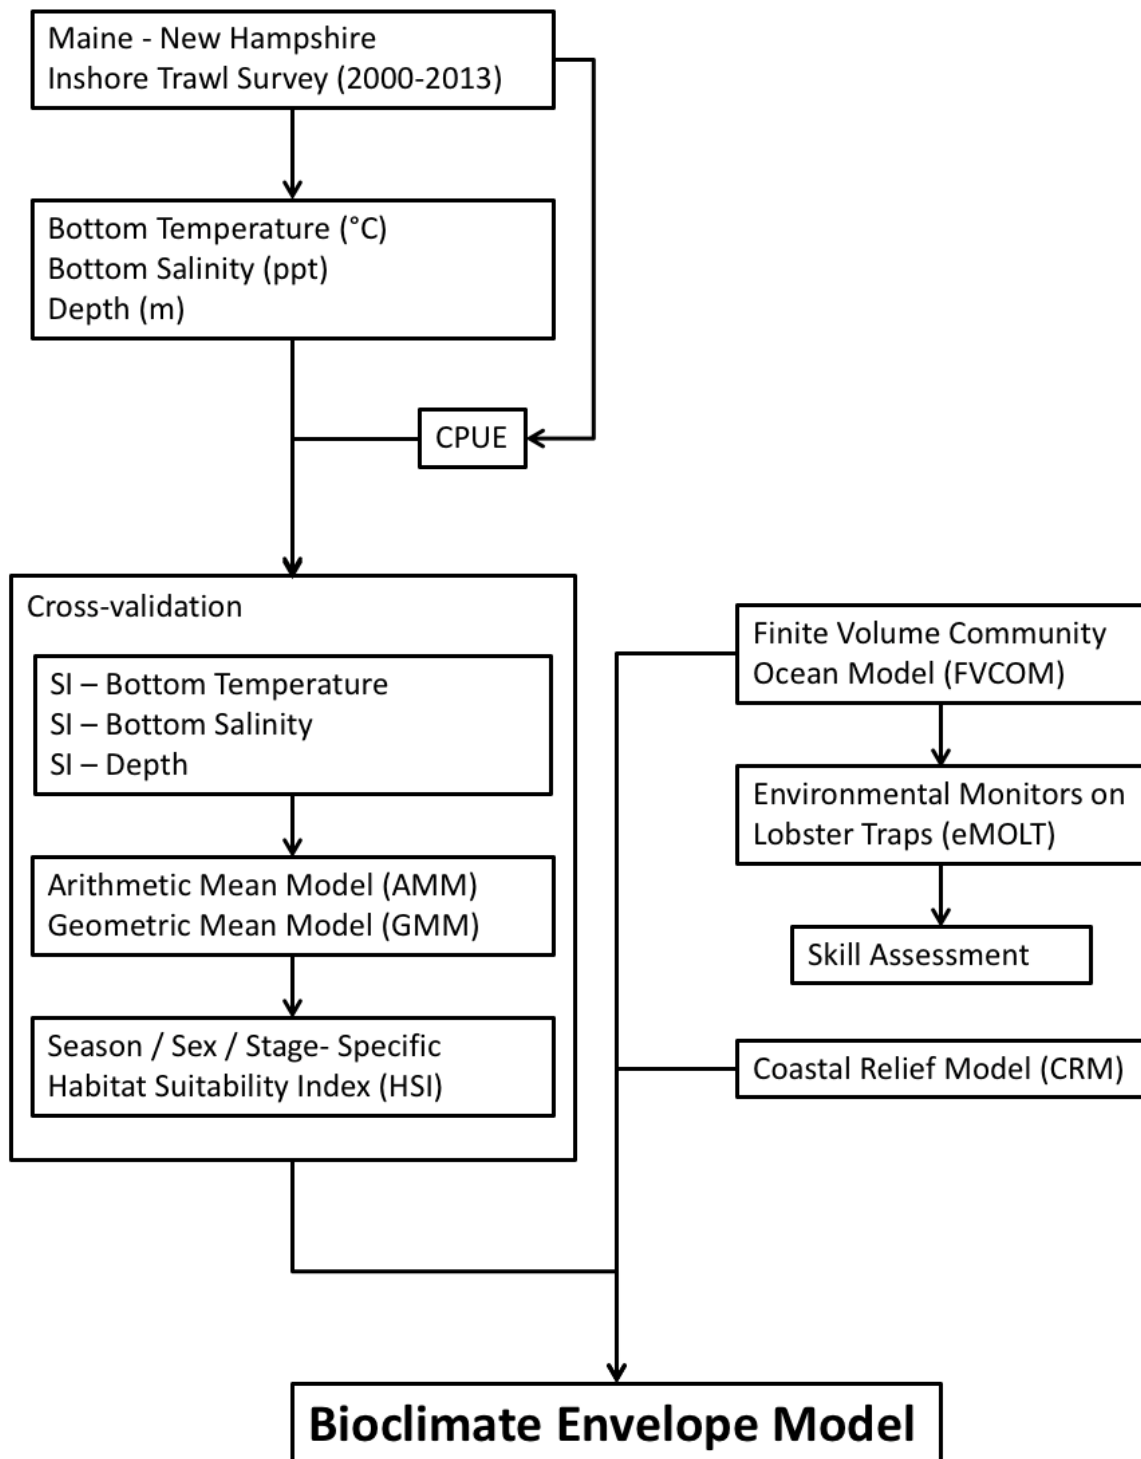 Maine - New Hampshire
Inshore Trawl Survey (2000-2013)
Bottom Temperature (°C)
Bottom Salinity (ppt)
Depth (m)
CPUE
Cross-validation
SI – Bottom Temperature
SI – Bottom Salinity
SI – Depth
Arithmetic Mean Model (AMM)
Geometric Mean Model (GMM)
Season / Sex / Stage- Specific
Habitat Suitability Index (HSI)
Finite Volume Community
Ocean Model (FVCOM)
Environmental Monitors on
Lobster Traps (eMOLT)
Skill Assessment
Coastal Relief Model (CRM)
Bioclimate Envelope Model